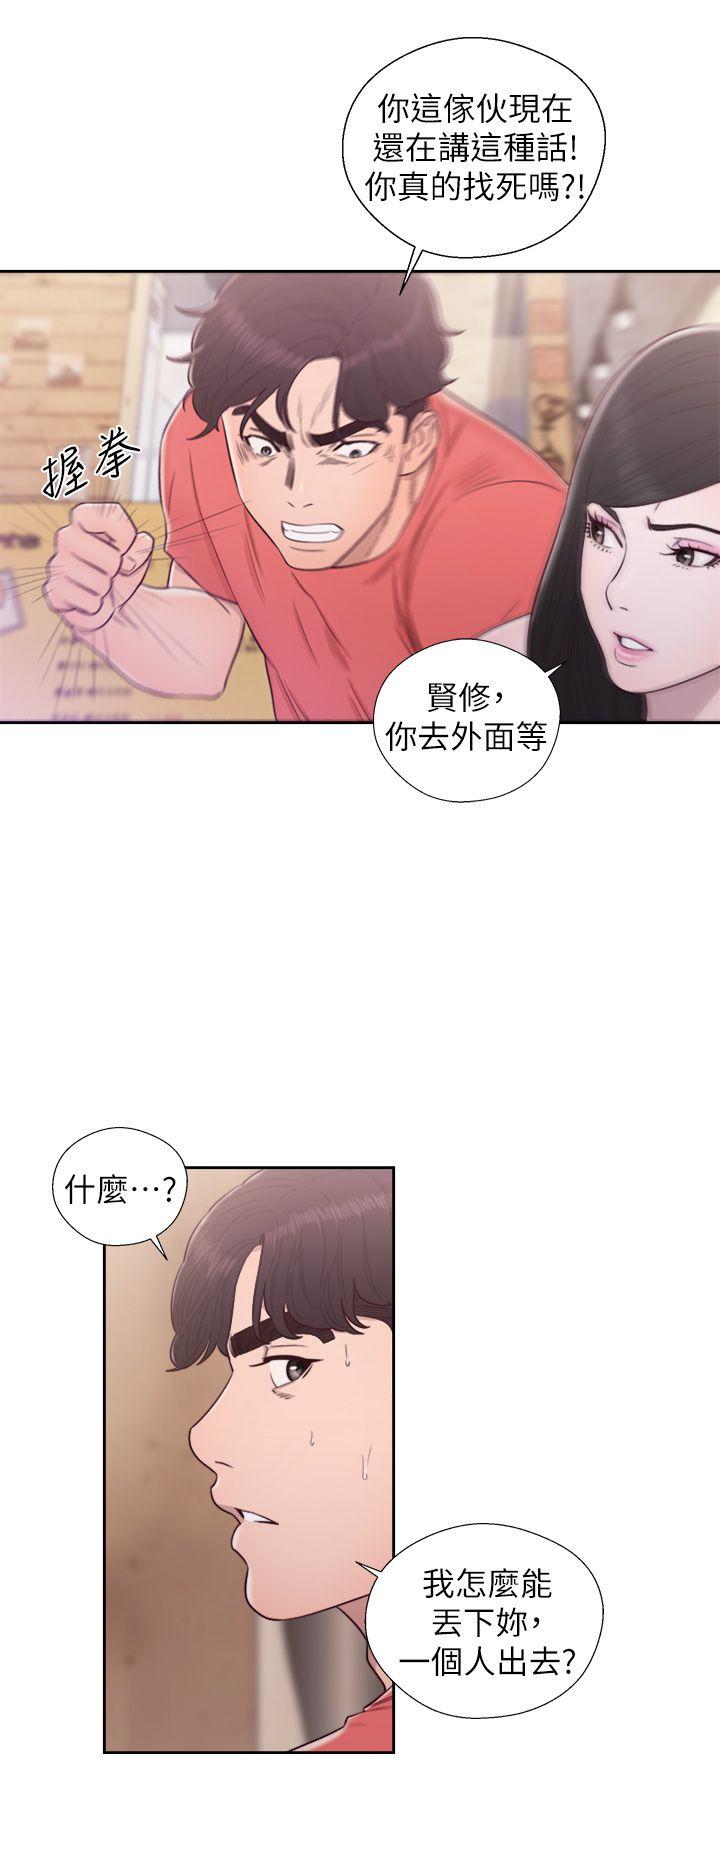 你這傢伙現在
還在講這種話!
你真的找死嗎?!
握拳
賢修，
你去外面等
什麼…?
我怎麼能
丟下妳，
一個人出去?